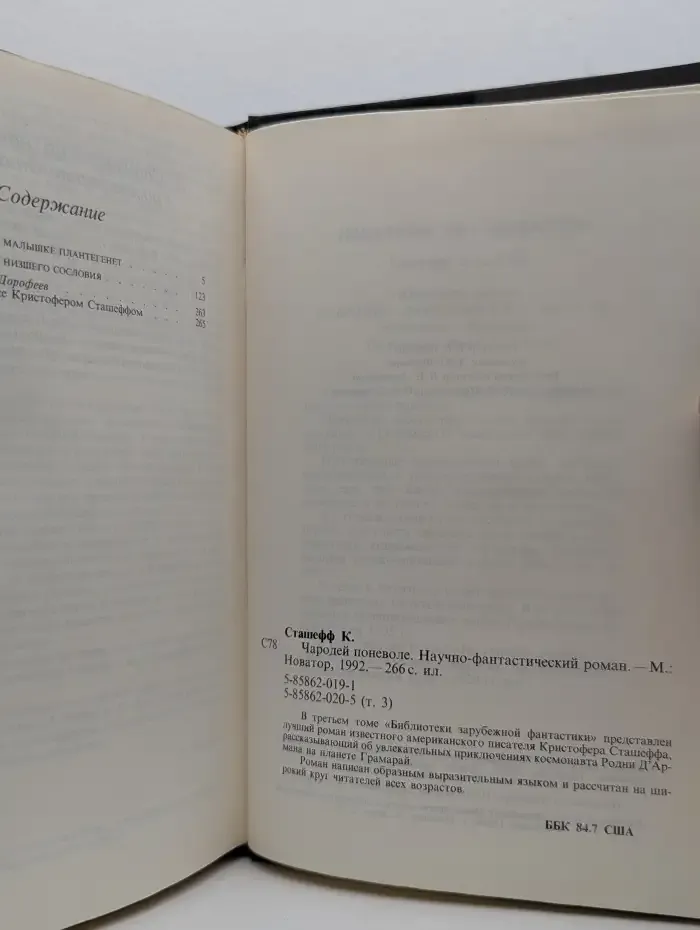 Содержание
МАЛЫШКЕ ПЛАНТЕГЕНЕТ . . . . . 5
НИЗШЕГО СОСЛОВИЯ . . . . . . 123
Дорофеев . . . . . . . . . . 263
Кристофером Сташеффом . . . . 265
Сташефф К.
С78 Чародей поневоле. Научно-фантастический роман. — М.:
Новатор, 1992. — 266 с. ил.
5-85862-019-1
5-85862-020-5 (т. 3)
В третьем томе «Библиотеки зарубежной фантастики» представлен
лучший роман известного американского писателя Кристофера Сташеффа,
рассказывающий об увлекательных приключениях космонавта Родни Д'Ар-
мана на планете Грамарай.
Роман написан образным выразительным языком и рассчитан на ши-
рокий круг читателей всех возрастов.
ББК 84.7 США